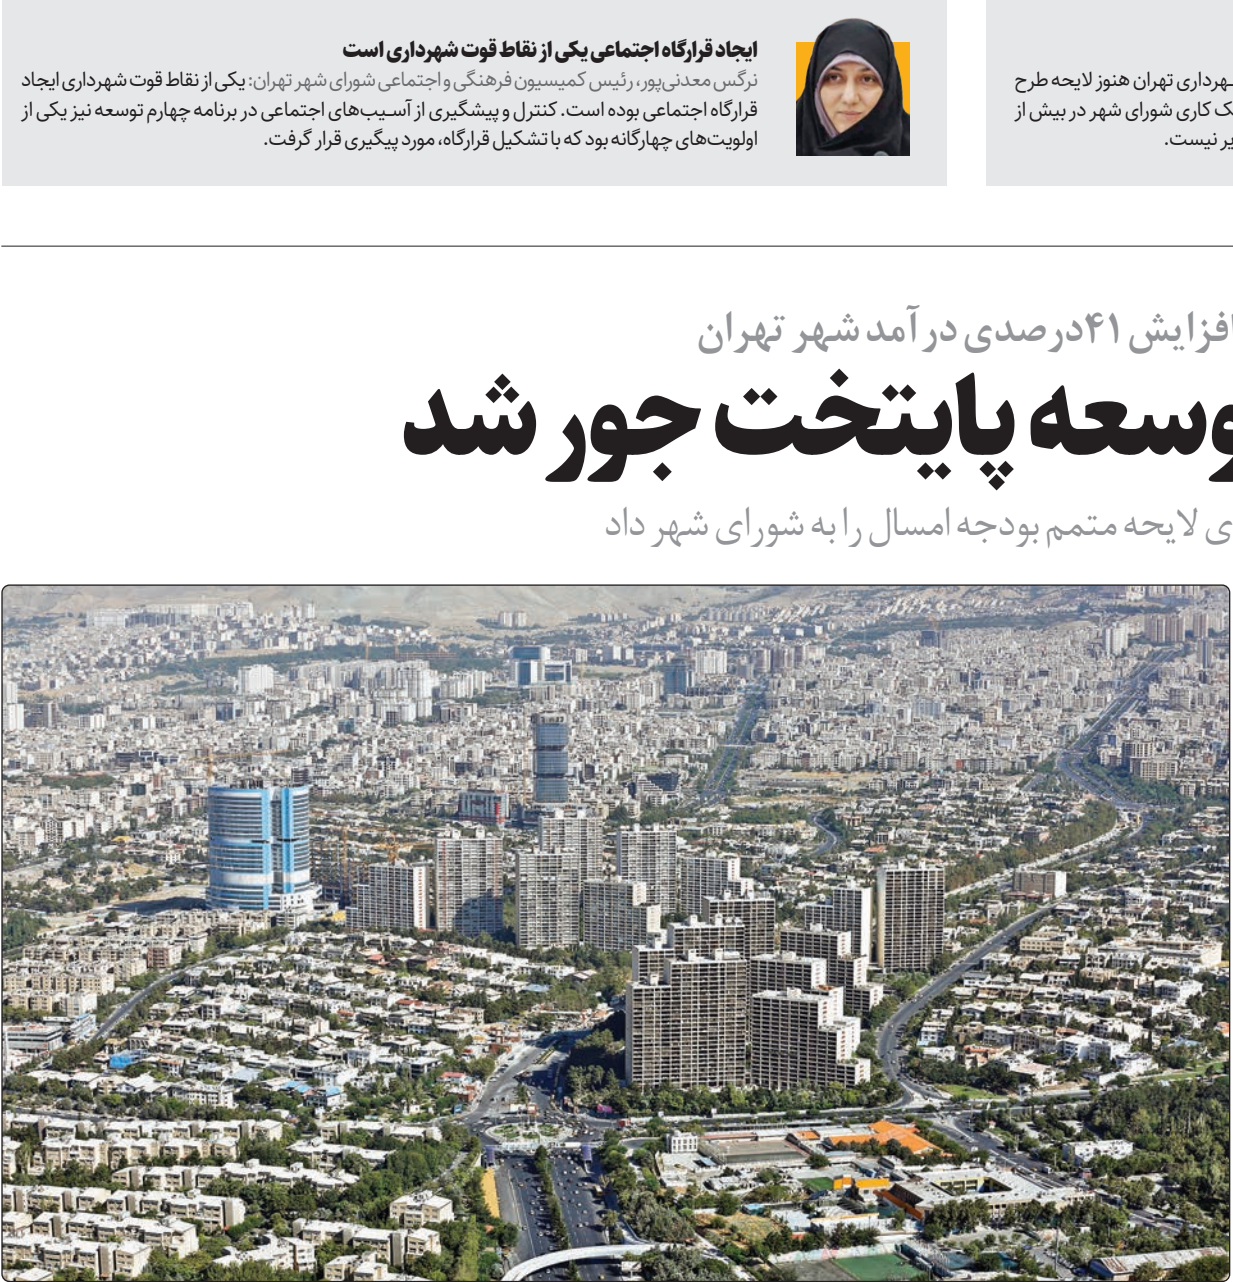 ـهرداری تهران هنوز لایحه طرح
ک کاری شورای شهر در بیش از
یر نیست.
ایجاد قرارگاه اجتماعی یکی از نقاط قوت شهرداری است
نرگس معدنی‌پور، رئیس کمیسیون فرهنگی و اجتماعی شورای شهر تهران: یکی از نقاط قوت شهرداری ایجاد
قرارگاه اجتماعی بوده است. کنترل و پیشگیری از آسـیب‌های اجتماعی در برنامه چهارم توسعه نیز یکی از
اولویت‌های چهارگانه بود که با تشکیل قرارگاه، مورد پیگیری قرار گرفت.
افزایش ۴۱درصدی درآمد شهر تهران
وسعه پایتخت جور شد
ی لایحه متمم بودجه امسال را به شورای شهر داد